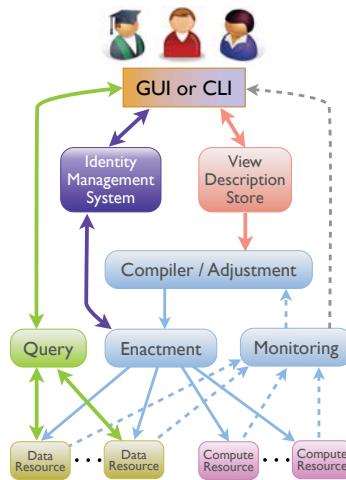 GUI or CLI
Identity
Management
System
View
Description
Store
Compiler / Adjustment
Query
Enactment
Monitoring
Data
Resource
...
Data
Resource
Compute
Resource
...
Compute
Resource